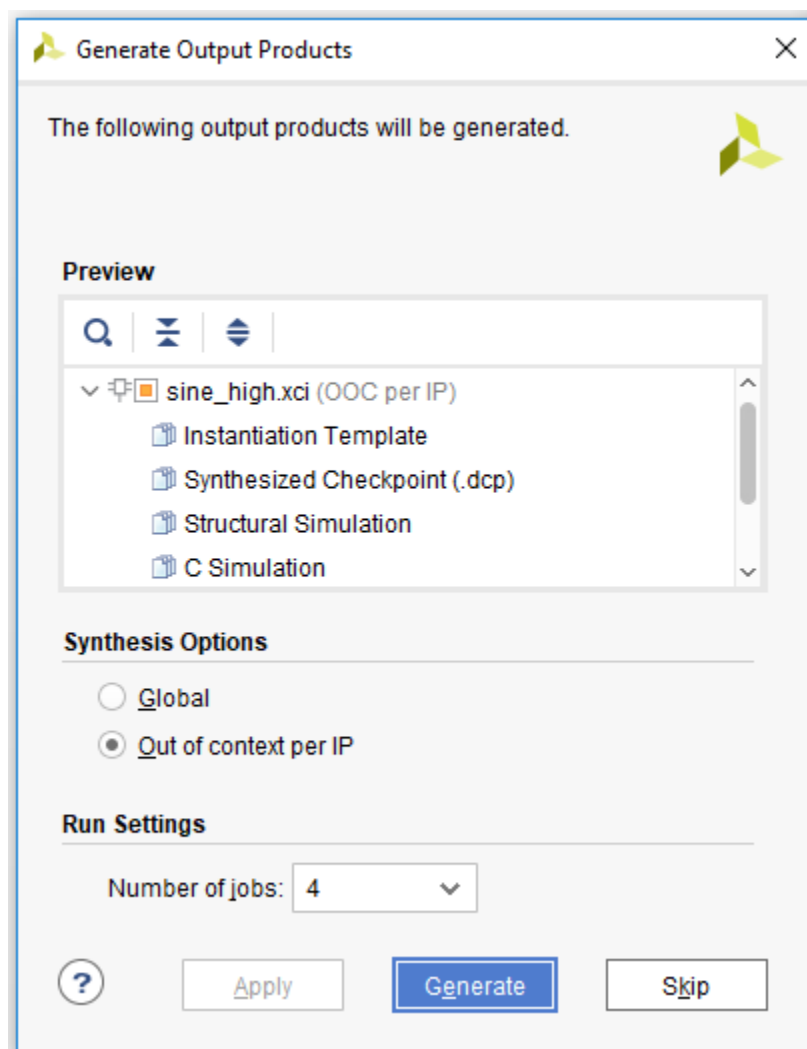 Generate Output Products
The following output products will be generated.
Preview
sine_high.xci (OOC per IP)
Instantiation Template
Synthesized Checkpoint (.dcp)
Structural Simulation
C Simulation
Synthesis Options
Global
Out of context per IP
Run Settings
Number of jobs: 4
? Apply Generate Skip